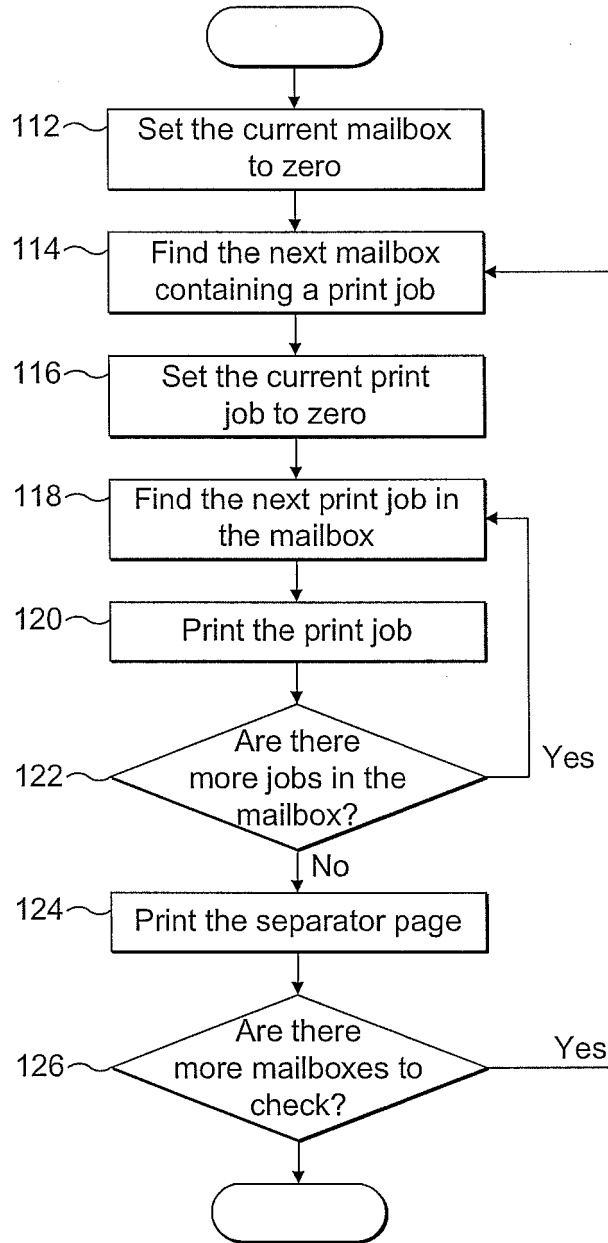 112
Set the current mailbox
to zero
114
Find the next mailbox
containing a print job
116
Set the current print
job to zero
118
Find the next print job in
the mailbox
120
Print the print job
122
Are there
more jobs in the
mailbox?
Yes
No
124
Print the separator page
126
Are there
more mailboxes to
check?
Yes